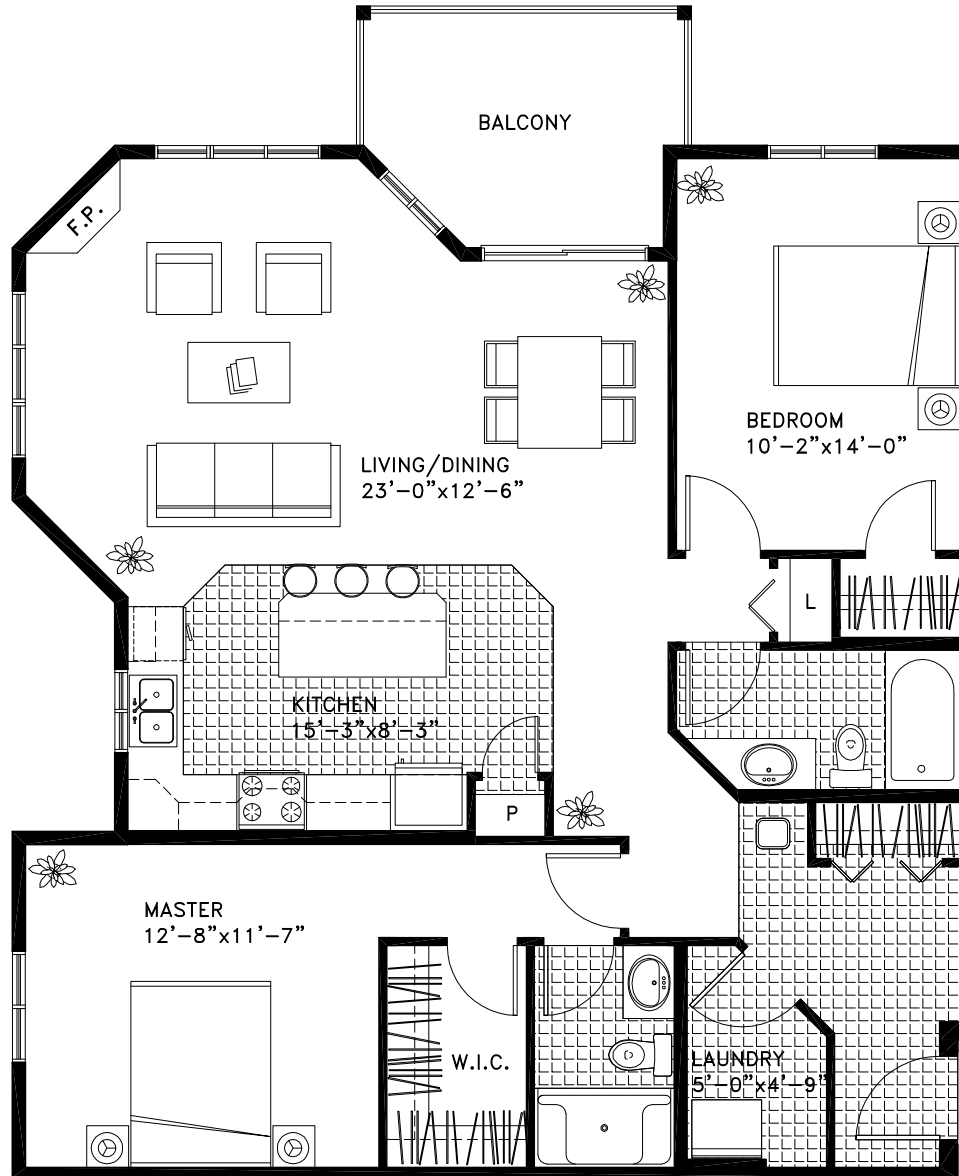 BALCONY
F.P.
BEDROOM
10'-2"x14'-0"
LIVING/DINING
23'-0"x12'-6"
L
KITCHEN
15'-3"x8'-3"
P
MASTER
12'-8"x11'-7"
W.I.C.
LAUNDRY
5'-0"x4'-9"